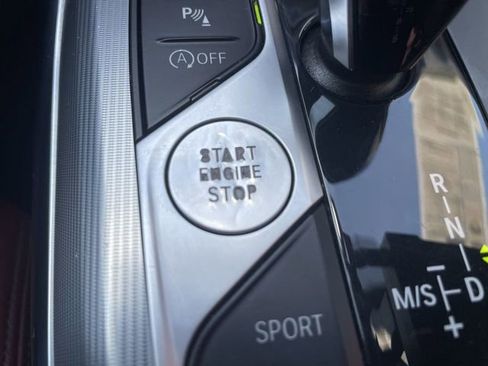 P
A OFF
START
ENGINE
STOP
SPORT
R
N
M/S D
+